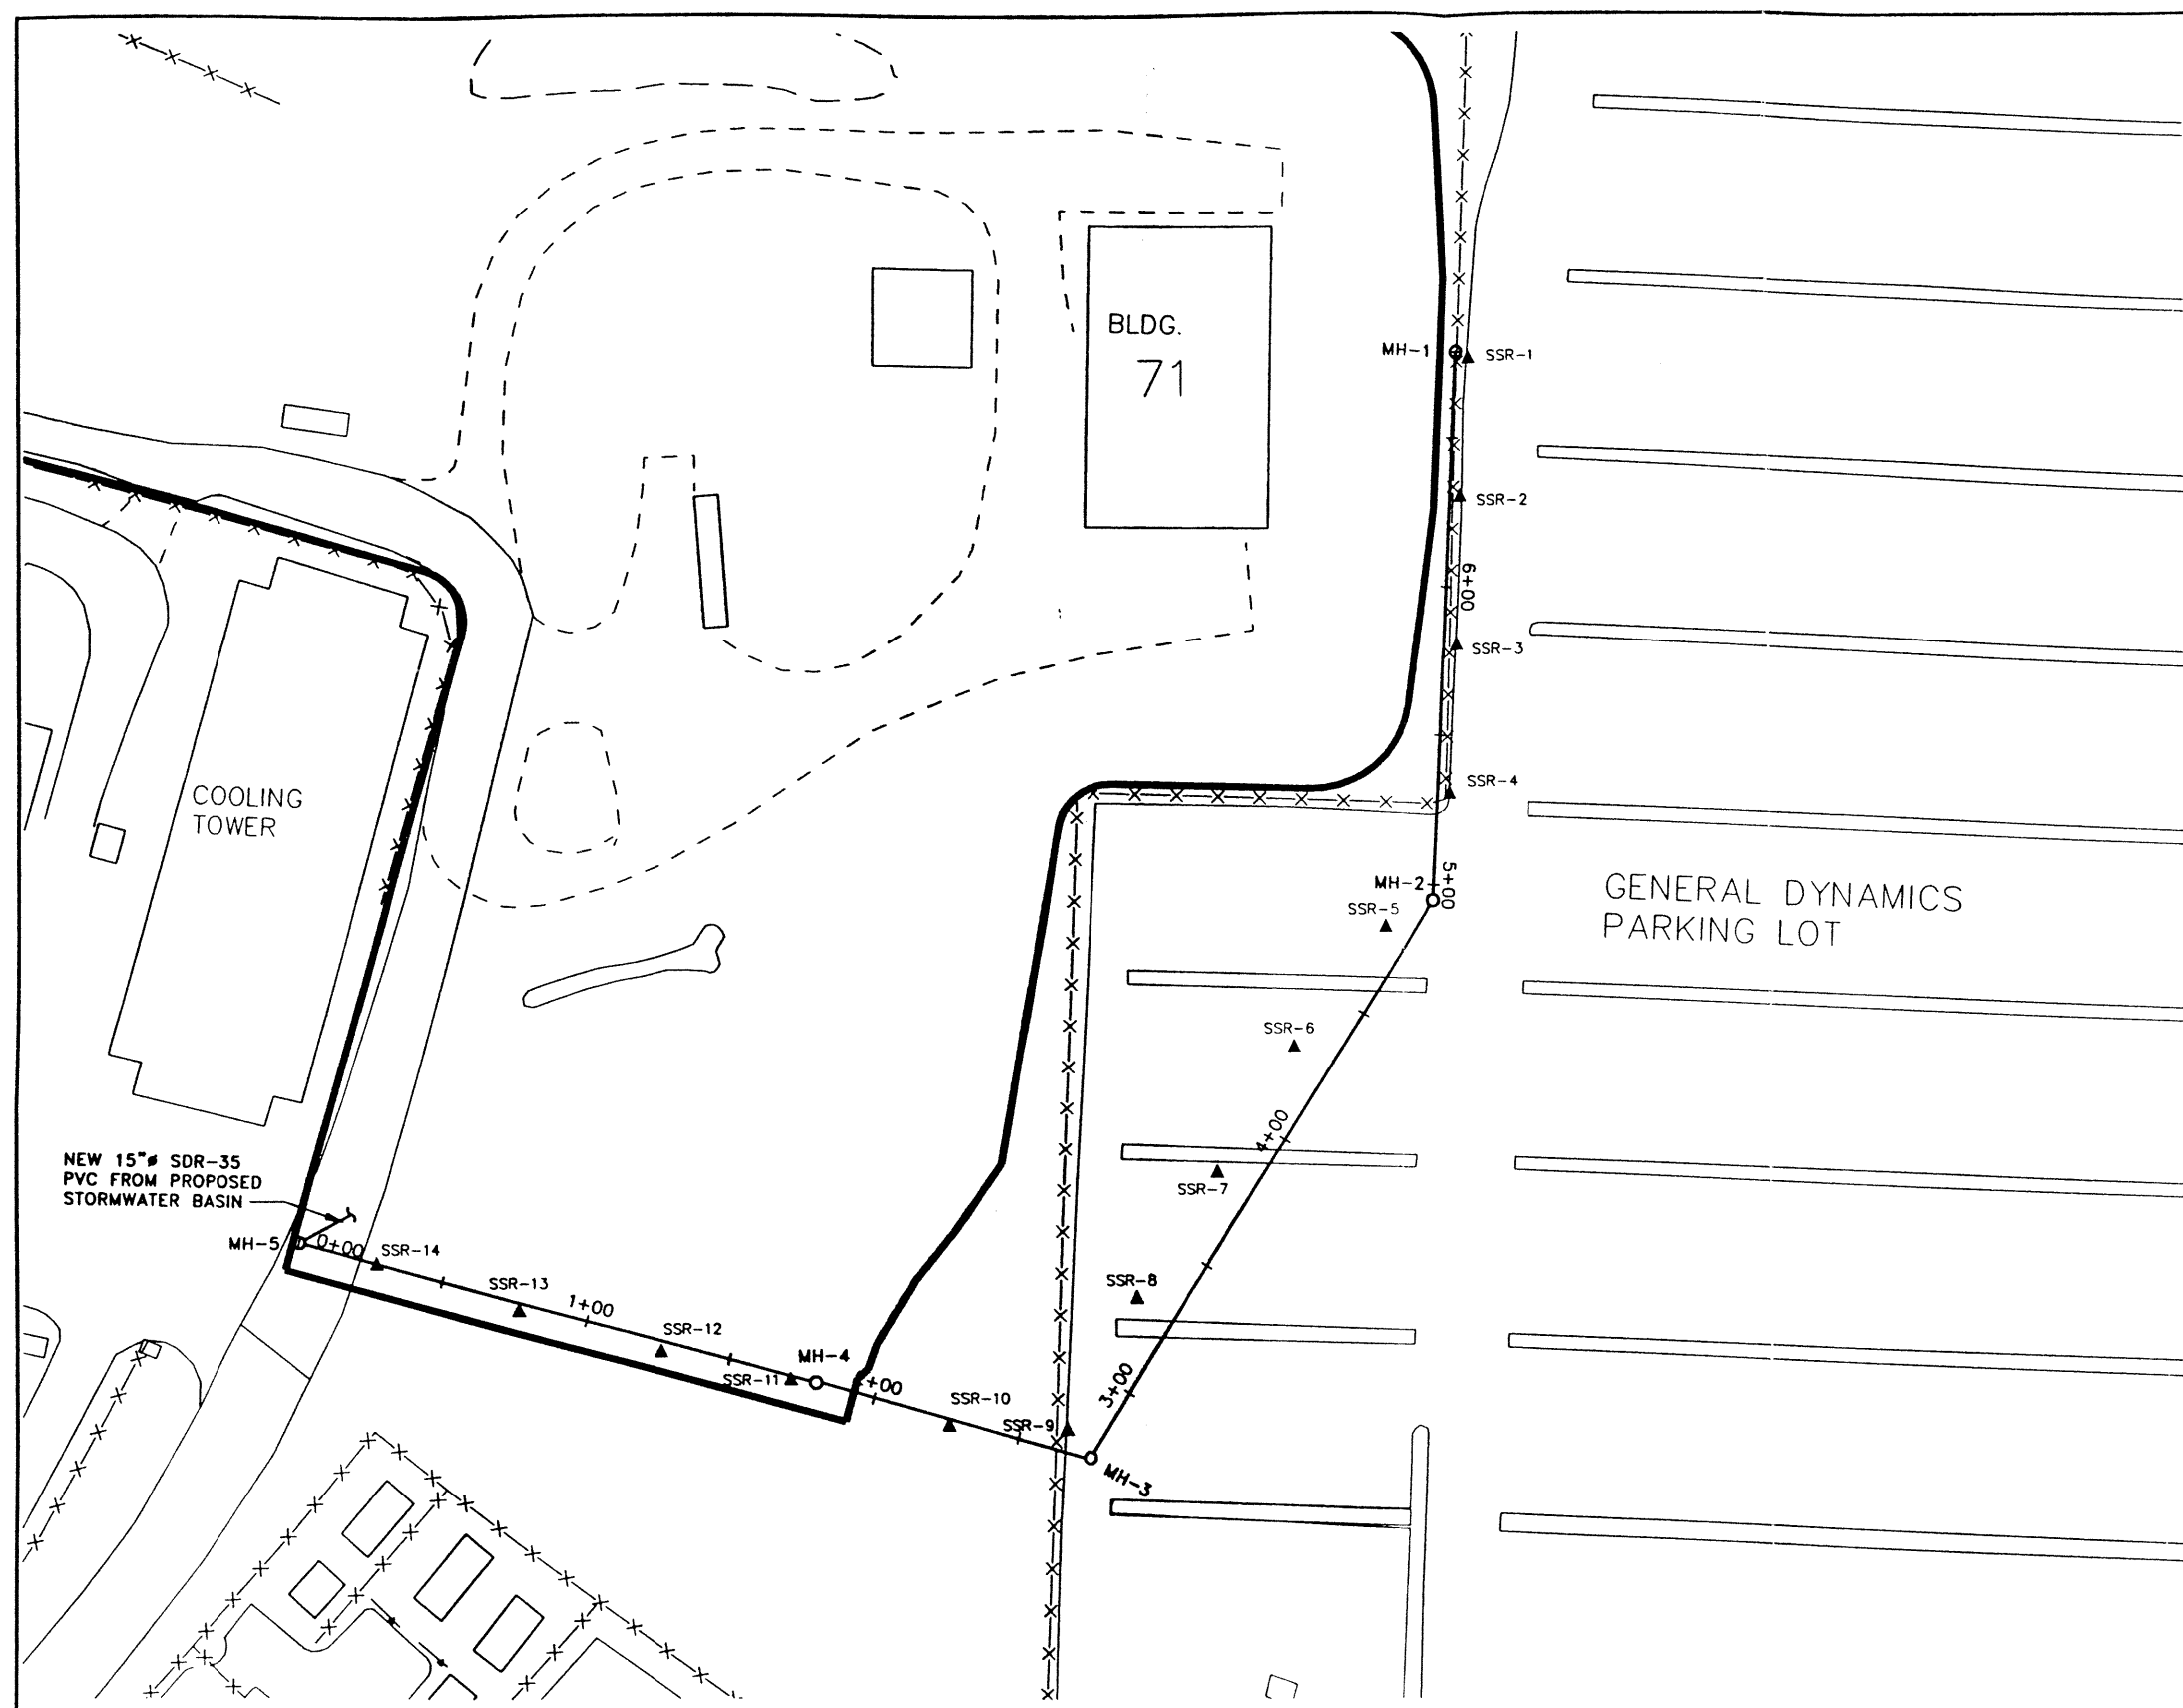 BLDG.
71
MH-1
SSR-1
SSR-2
6+00
SSR-3
SSR-4
COOLING
TOWER
5+00
MH-2
SSR-5
GENERAL DYNAMICS
PARKING LOT
SSR-6
4+00
SSR-7
NEW 15"ø SDR-35
PVC FROM PROPOSED
STORMWATER BASIN
MH-5
0+00
SSR-14
SSR-13
1+00
SSR-12
SSR-8
MH-4
SSR-11
+00
3+00
SSR-10
SSR-9
MH-3